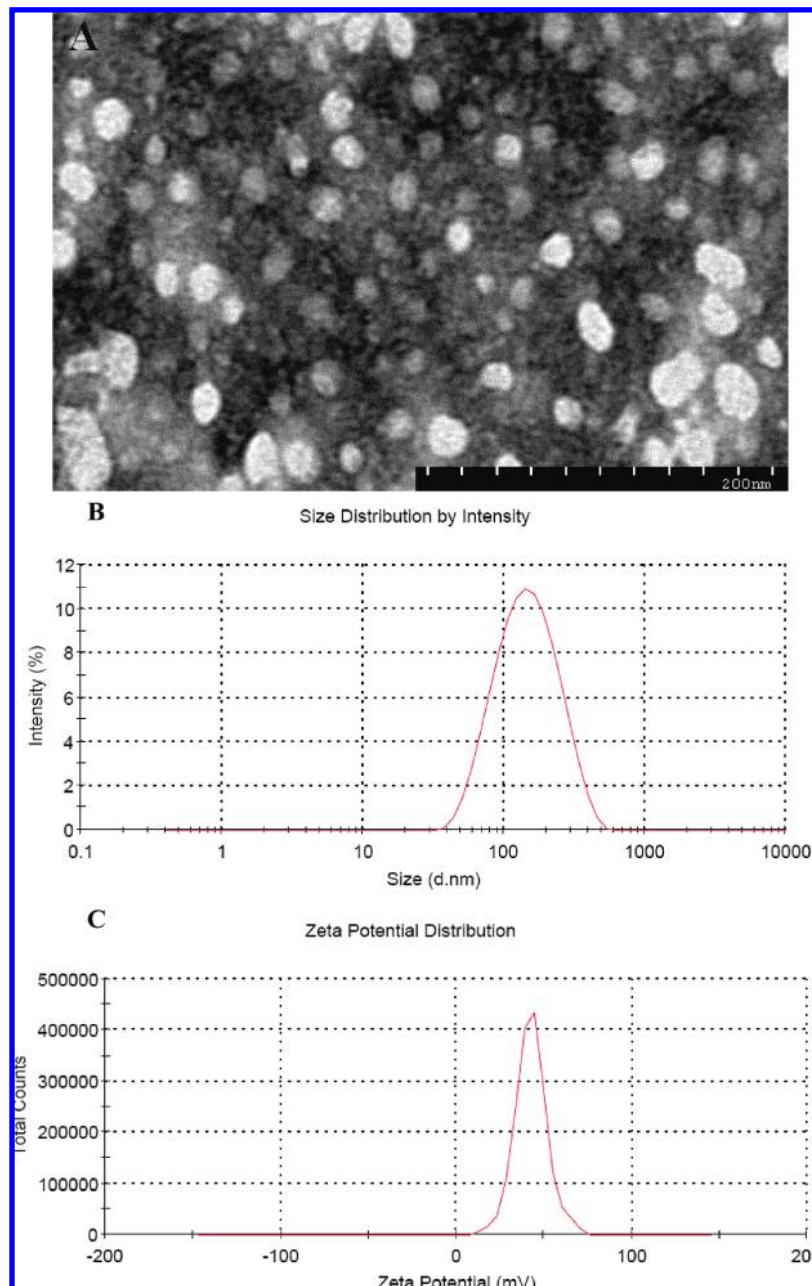 A
200nm
B
Size Distribution by Intensity
12
10
8
6
4
2
0
Intensity (%)
0.1 1 10 100 1000 10000
Size (d.nm)
C
Zeta Potential Distribution
500000
400000
300000
200000
100000
0
Total Counts
-200 -100 0 100 20
Zeta Potential (mV)